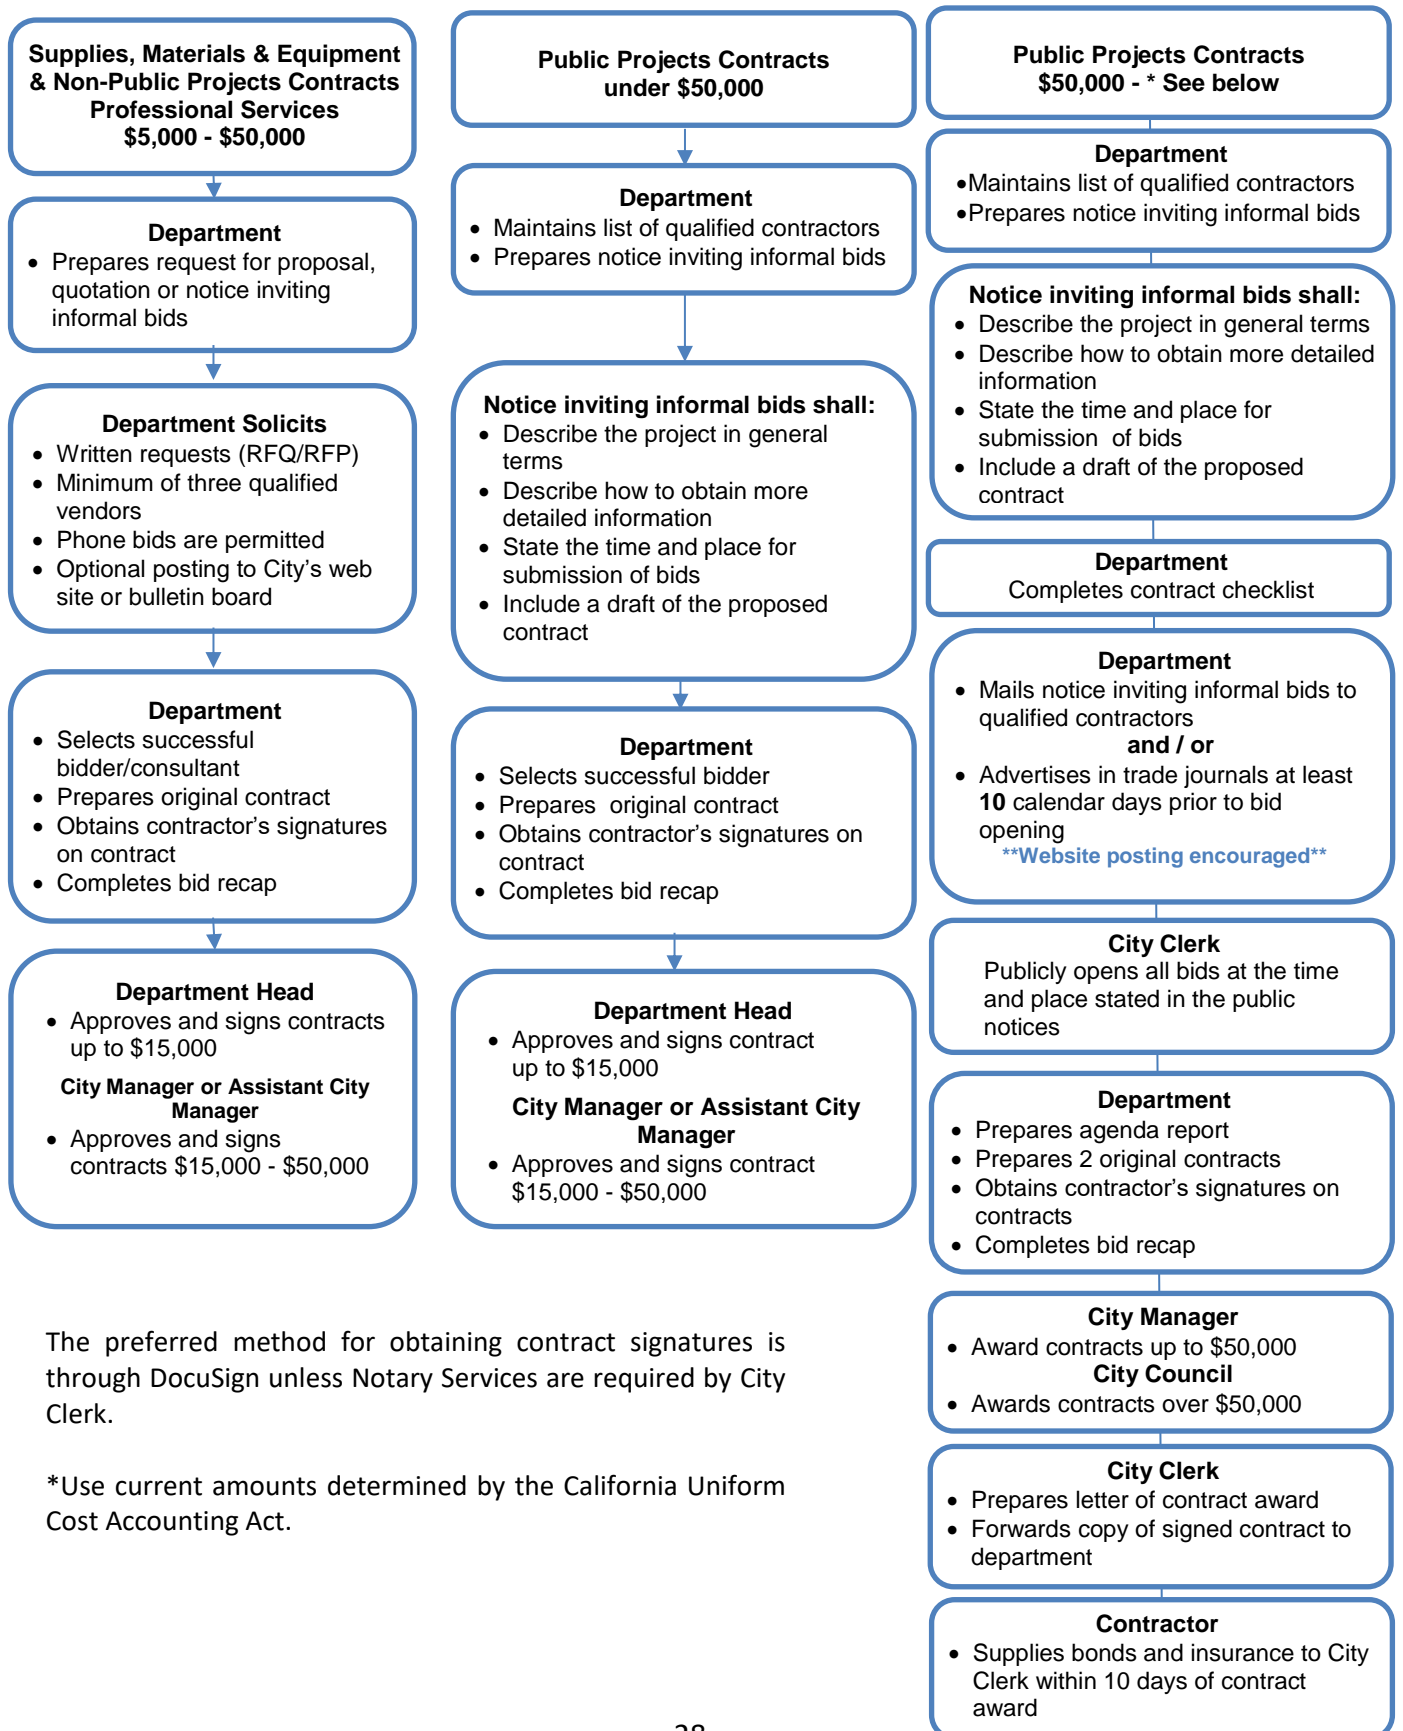 Supplies, Materials & Equipment
& Non-Public Projects Contracts
Professional Services
$5,000 - $50,000
Department
• Prepares request for proposal,
quotation or notice inviting
informal bids
Department Solicits
• Written requests (RFQ/RFP)
• Minimum of three qualified
vendors
• Phone bids are permitted
• Optional posting to City's web
site or bulletin board
Department
• Selects successful
bidder/consultant
• Prepares original contract
• Obtains contractor's signatures
on contract
• Completes bid recap
Department Head
• Approves and signs contracts
up to $15,000
City Manager or Assistant City
Manager
• Approves and signs
contracts $15,000 - $50,000
Public Projects Contracts
under $50,000
Department
• Maintains list of qualified contractors
• Prepares notice inviting informal bids
Notice inviting informal bids shall:
• Describe the project in general
terms
• Describe how to obtain more
detailed information
• State the time and place for
submission of bids
• Include a draft of the proposed
contract
Department
• Selects successful bidder
• Prepares original contract
• Obtains contractor's signatures on
contract
• Completes bid recap
Department Head
• Approves and signs contract
up to $15,000
City Manager or Assistant City
Manager
• Approves and signs contract
$15,000 - $50,000
Public Projects Contracts
$50,000 - * See below
Department
•Maintains list of qualified contractors
•Prepares notice inviting informal bids
Notice inviting informal bids shall:
• Describe the project in general terms
• Describe how to obtain more detailed
information
• State the time and place for
submission of bids
• Include a draft of the proposed
contract
Department
Completes contract checklist
Department
• Mails notice inviting informal bids to
qualified contractors
and / or
• Advertises in trade journals at least
10 calendar days prior to bid
opening
**Website posting encouraged**
City Clerk
Publicly opens all bids at the time
and place stated in the public
notices
Department
• Prepares agenda report
• Prepares 2 original contracts
• Obtains contractor's signatures on
contracts
• Completes bid recap
City Manager
• Award contracts up to $50,000
City Council
• Awards contracts over $50,000
City Clerk
• Prepares letter of contract award
• Forwards copy of signed contract to
department
Contractor
• Supplies bonds and insurance to City
Clerk within 10 days of contract
award
The preferred method for obtaining contract signatures is
through DocuSign unless Notary Services are required by City
Clerk.
*Use current amounts determined by the California Uniform
Cost Accounting Act.